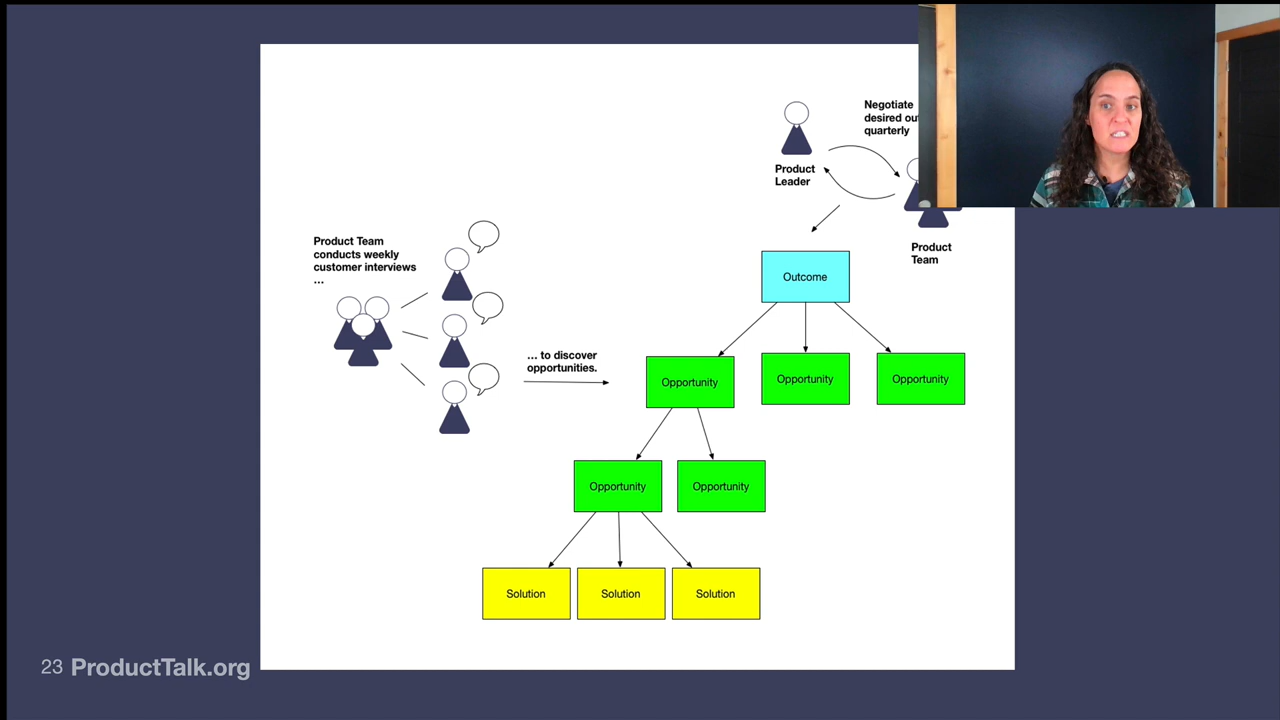 Negotiate
desired
quarterly
Product
Leader
Product
Team
Product Team
conducts weekly
customer interviews
...
... to discover
opportunities.
Outcome
Opportunity
Opportunity
Opportunity
Opportunity
Opportunity
Solution
Solution
Solution
23 ProductTalk.org